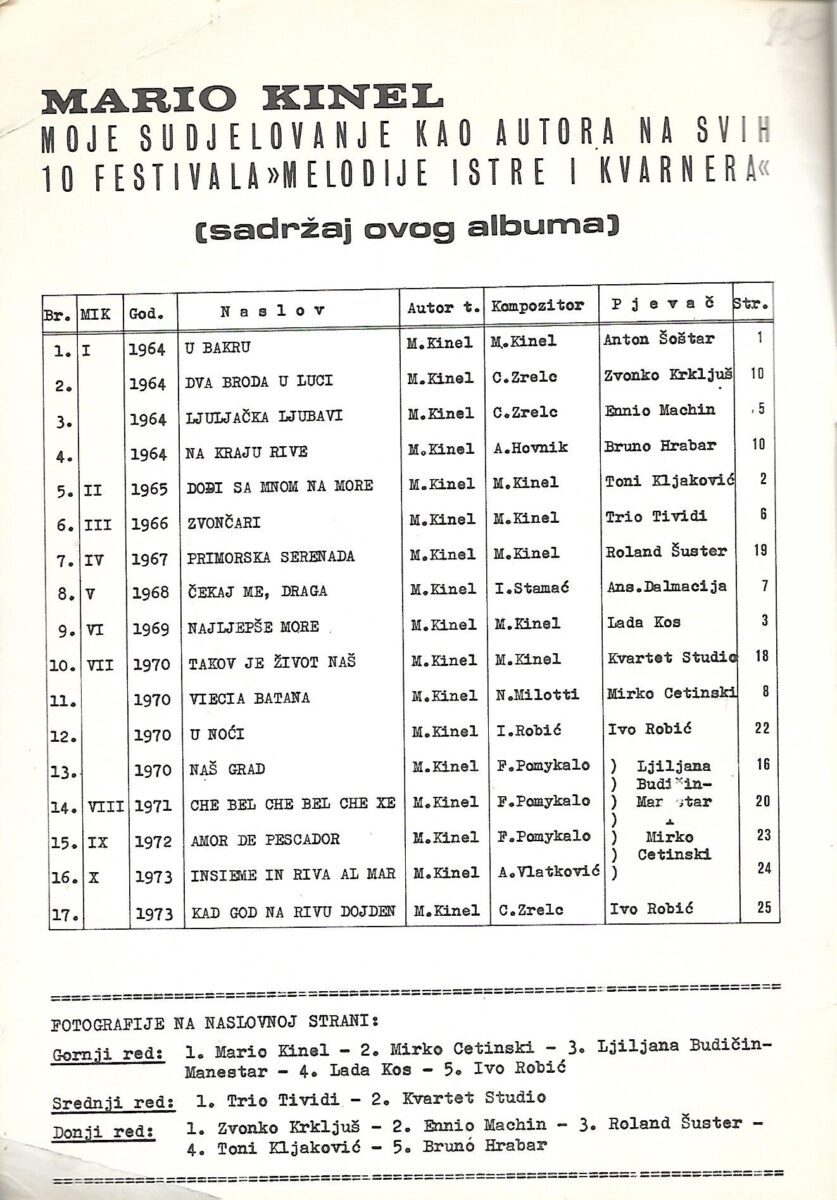 MARIO KINEL
MOJE SUDJELOVANJE KAO AUTORA NA SVIH
10 FESTIVALA»MELODIJE ISTRE I KVARNERA«
(sadržaj ovog albuma)
Br. MIK God. Naslov Autor t. Kompozitor Pjevač Str.
1. I 1964 U BAKRU M.Kinel M.Kinel Anton Šoštar 1
2. 1964 DVA BRODA U LUCI M.Kinel C.Zrelc Zvonko Krkljuš 10
3. 1964 LJULJAČKA LJUBAVI M.Kinel C.Zrelc Ennio Machin 5
4. 1964 NA KRAJU RIVE M.Kinel A.Hovnik Bruno Hrabar 10
5. II 1965 DOĐI SA MNOM NA MORE M.Kinel M.Kinel Toni Kljaković 2
6. III 1966 ZVONČARI M.Kinel M.Kinel Trio Tividi 6
7. IV 1967 PRIMORSKA SERENADA M.Kinel M.Kinel Roland Šuster 19
8. V 1968 ČEKAJ ME, DRAGA M.Kinel I.Stamać Ans.Dalmacija 7
9. VI 1969 NAJLJEPŠE MORE M.Kinel M.Kinel Lada Kos 3
10. VII 1970 TAKOV JE ŽIVOT NAŠ M.Kinel M.Kinel Kvartet Studio 18
11. 1970 VIECIA BATANA M.Kinel N.Milotti Mirko Cetinski 8
12. 1970 U NOĆI M.Kinel I.Robić Ivo Robić 22
13. 1970 NAŠ GRAD M.Kinel F.Pomykalo ) Ljiljana 16
) Budičin-
14. VIII 1971 CHE BEL CHE BEL CHE XE M.Kinel F.Pomykalo ) 20
) i
15. IX 1972 AMOR DE PESCADOR M.Kinel F.Pomykalo ) Mirko 23
) Cetinski
16. X 1973 INSIEME IN RIVA AL MAR M.Kinel A.Vlatković ) 24
17. 1973 KAD GOD NA RIVU DOJDEN M.Kinel C.Zrelc Ivo Robić 25
FOTOGRAFIJE NA NASLOVNOJ STRANI:
Gornji red: 1. Mario Kinel - 2. Mirko Cetinski - 3. Ljiljana Budičin-
Manestar - 4. Lada Kos - 5. Ivo Robić
Srednji red: 1. Trio Tividi - 2. Kvartet Studio
Donji red: 1. Zvonko Krkljuš - 2. Ennio Machin - 3. Roland Šuster -
4. Toni Kljaković - 5. Bruno Hrabar